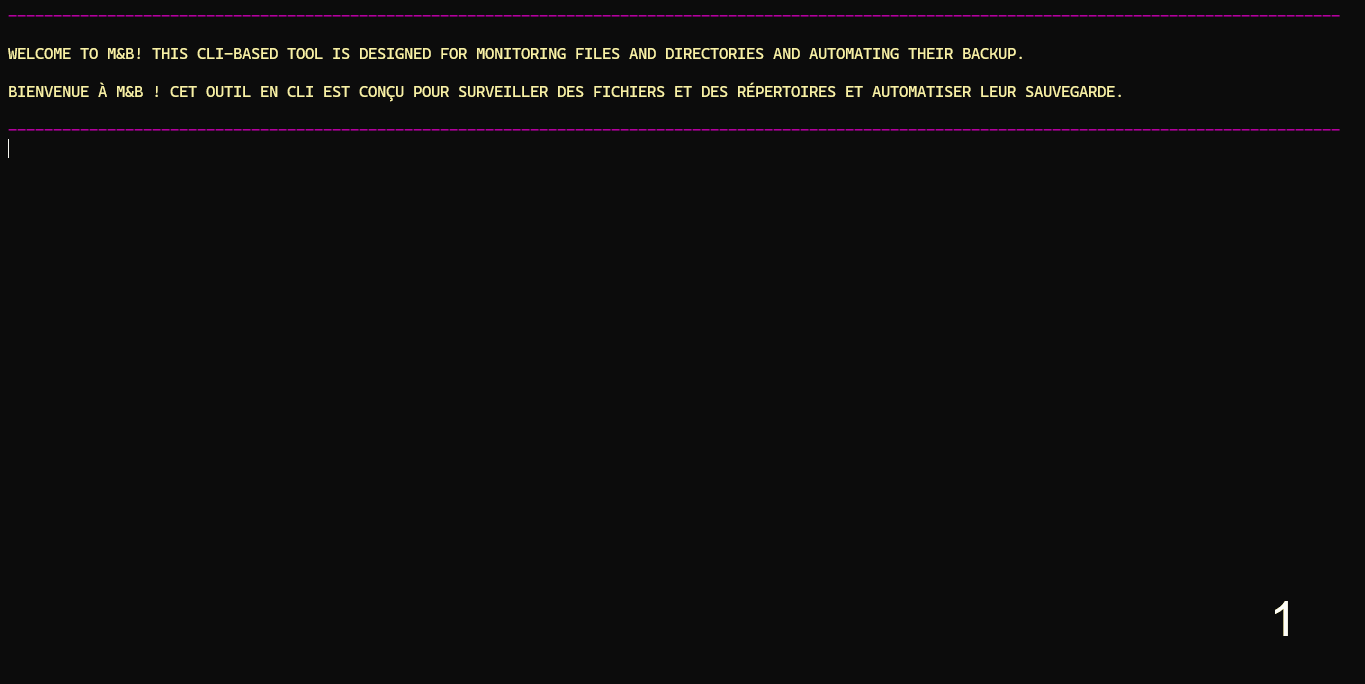 WELCOME TO M&B! THIS CLI-BASED TOOL IS DESIGNED FOR MONITORING FILES AND DIRECTORIES AND AUTOMATING THEIR BACKUP.
BIENVENUE À M&B ! CET OUTIL EN CLI EST CONÇU POUR SURVEILLER DES FICHIERS ET DES RÉPERTOIRES ET AUTOMATISER LEUR SAUVEGARDE.
1